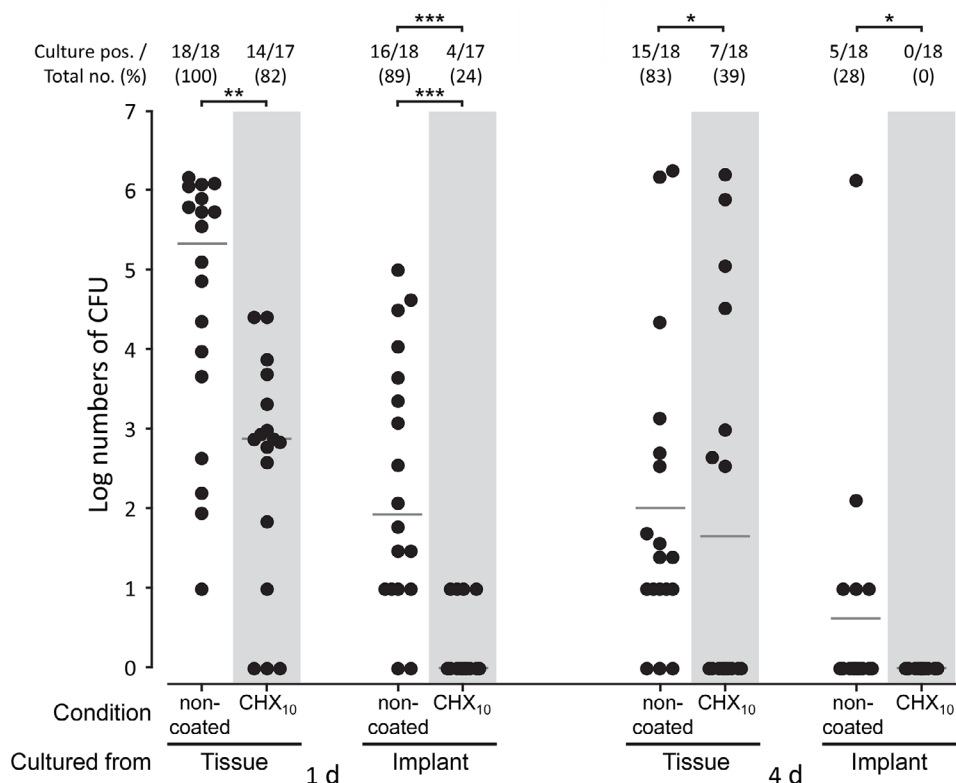 *** * *
Culture pos. / 18/18 14/17 16/18 4/17 15/18 7/18 5/18 0/18
Total no. (%) (100) (82) (89) (24) (83) (39) (28) (0)
** ***
7
6
5
4
3
2
1
0
Log numbers of CFU
Condition non-coated CHX₁₀ non-coated CHX₁₀ non-coated CHX₁₀ non-coated CHX₁₀
Cultured from Tissue Implant Tissue Implant
1 d 4 d